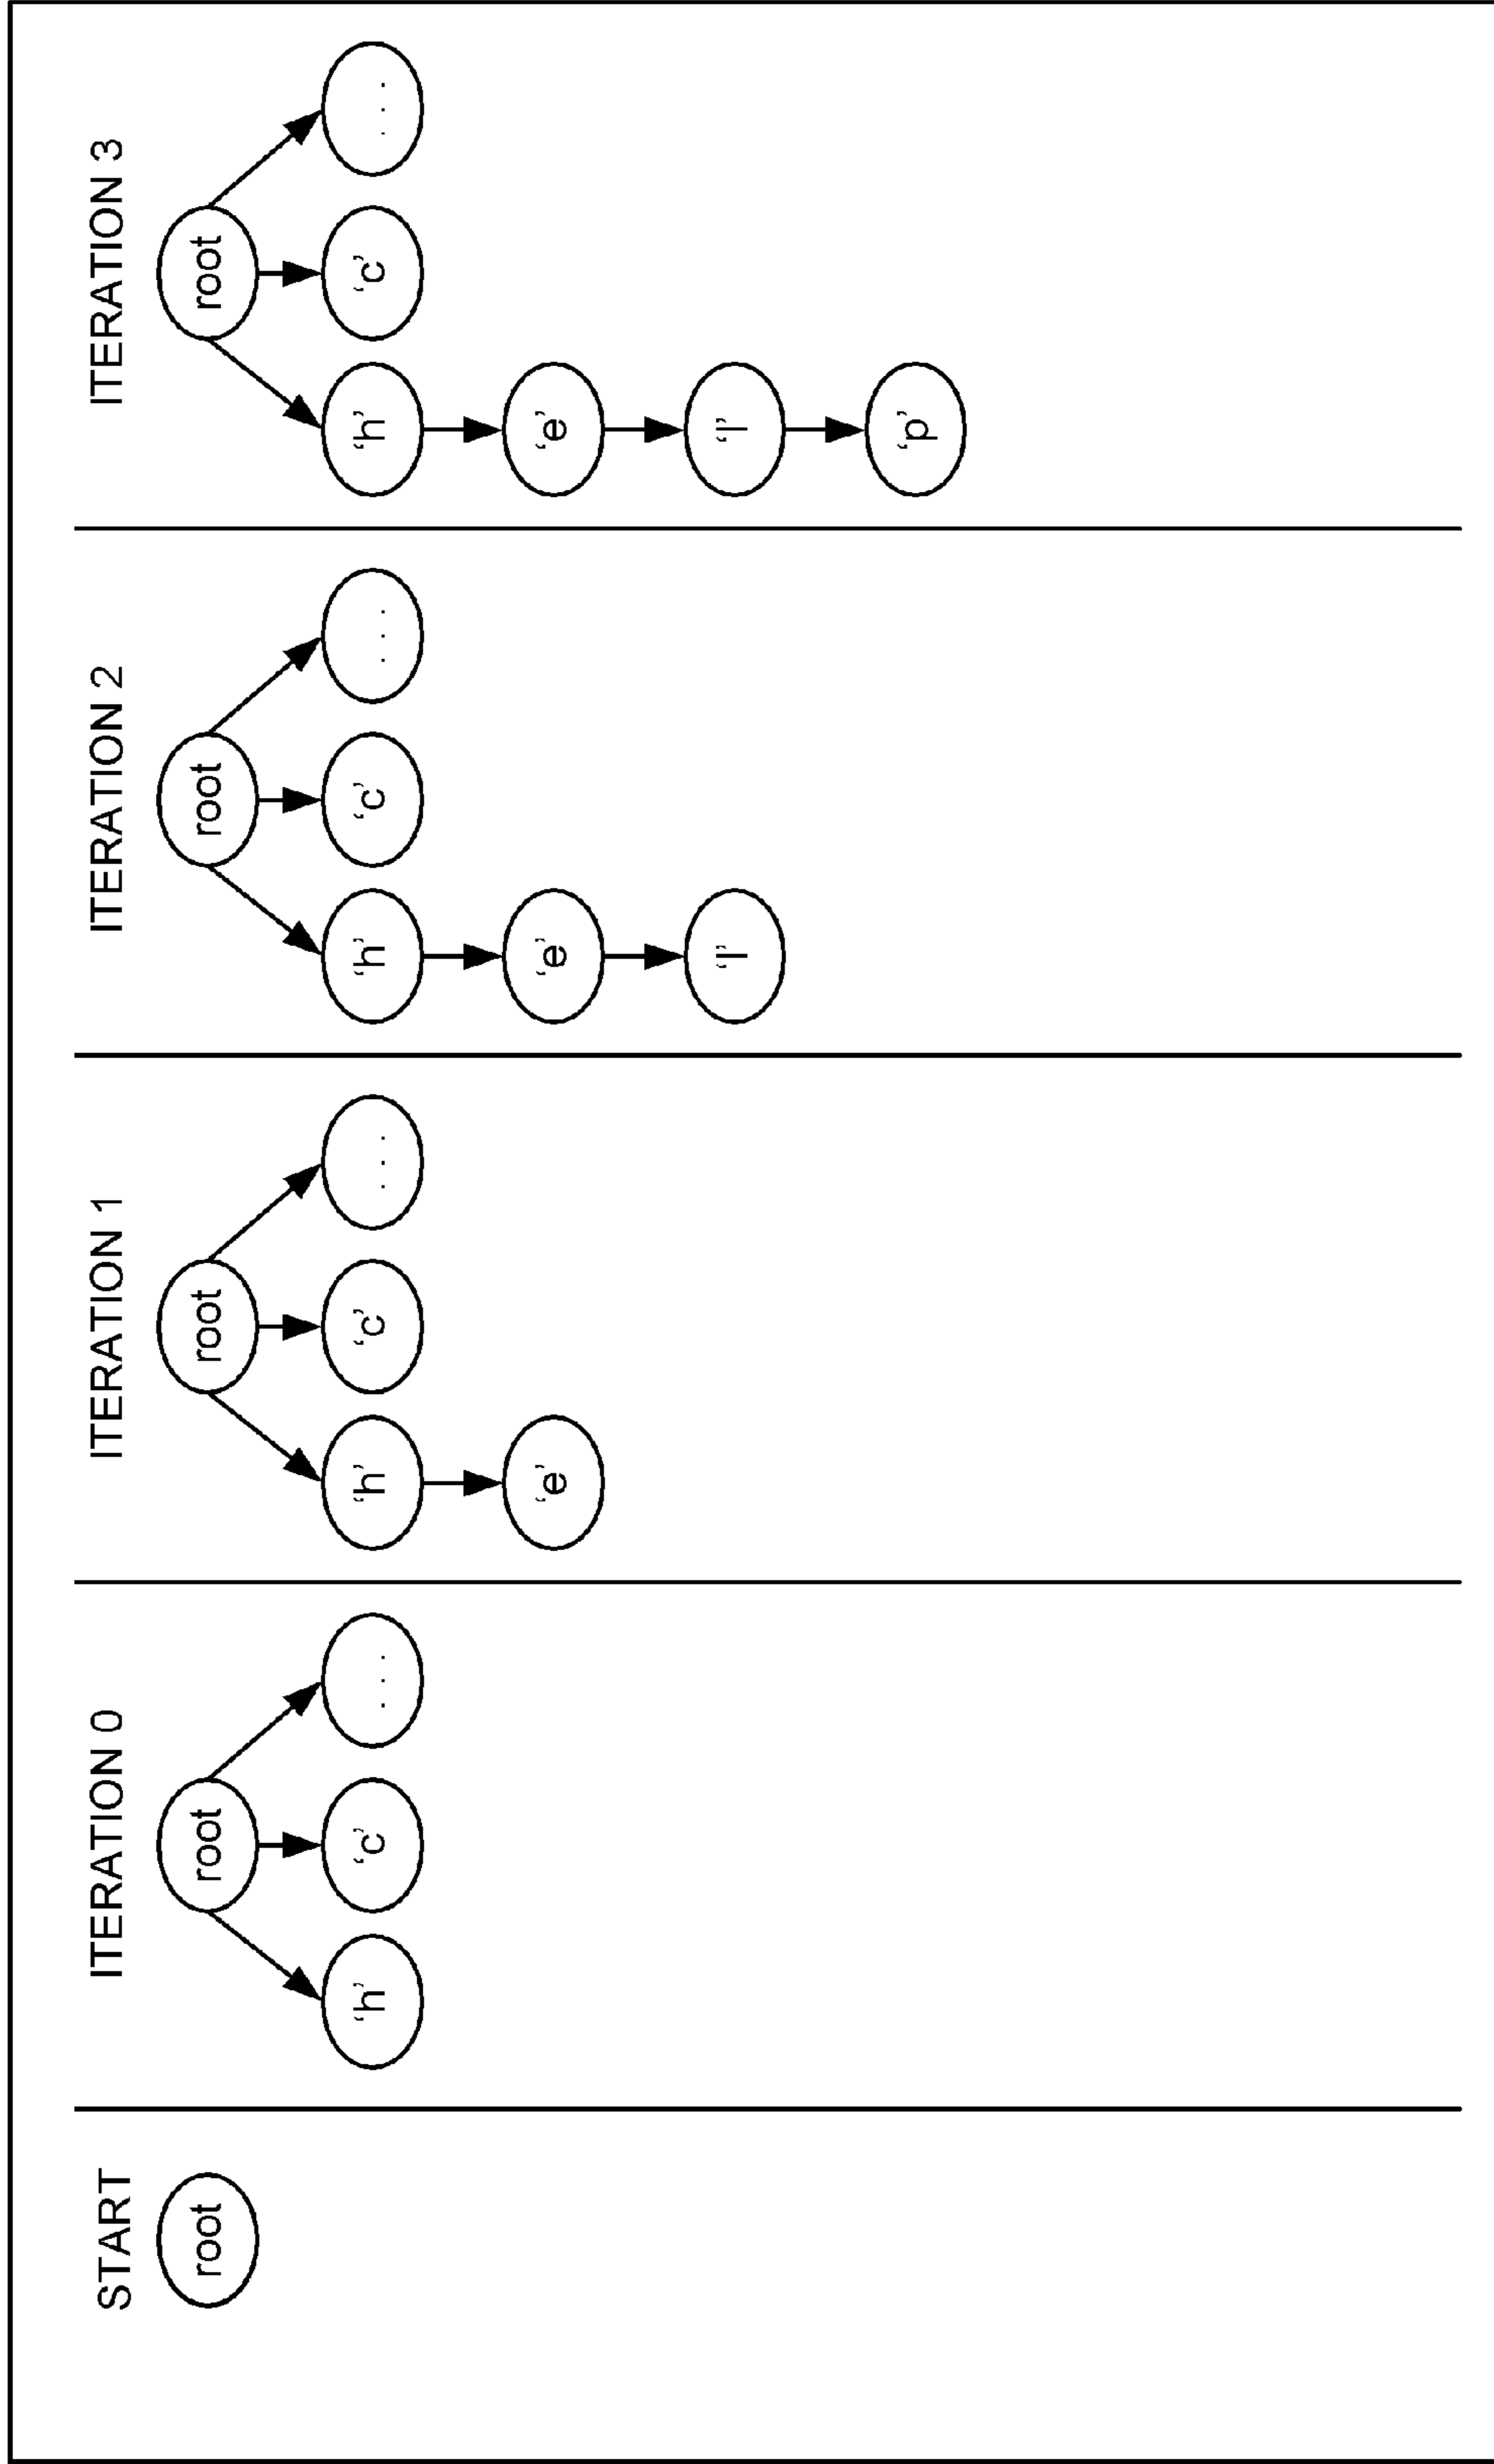 START
root
ITERATION 0
root
‘h’ ‘c’ . . .
ITERATION 1
root
‘h’ ‘c’ . . .
‘e’
ITERATION 2
root
‘h’ ‘c’ . . .
‘e’
‘l’
ITERATION 3
root
‘h’ ‘c’ . . .
‘e’
‘l’
‘p’